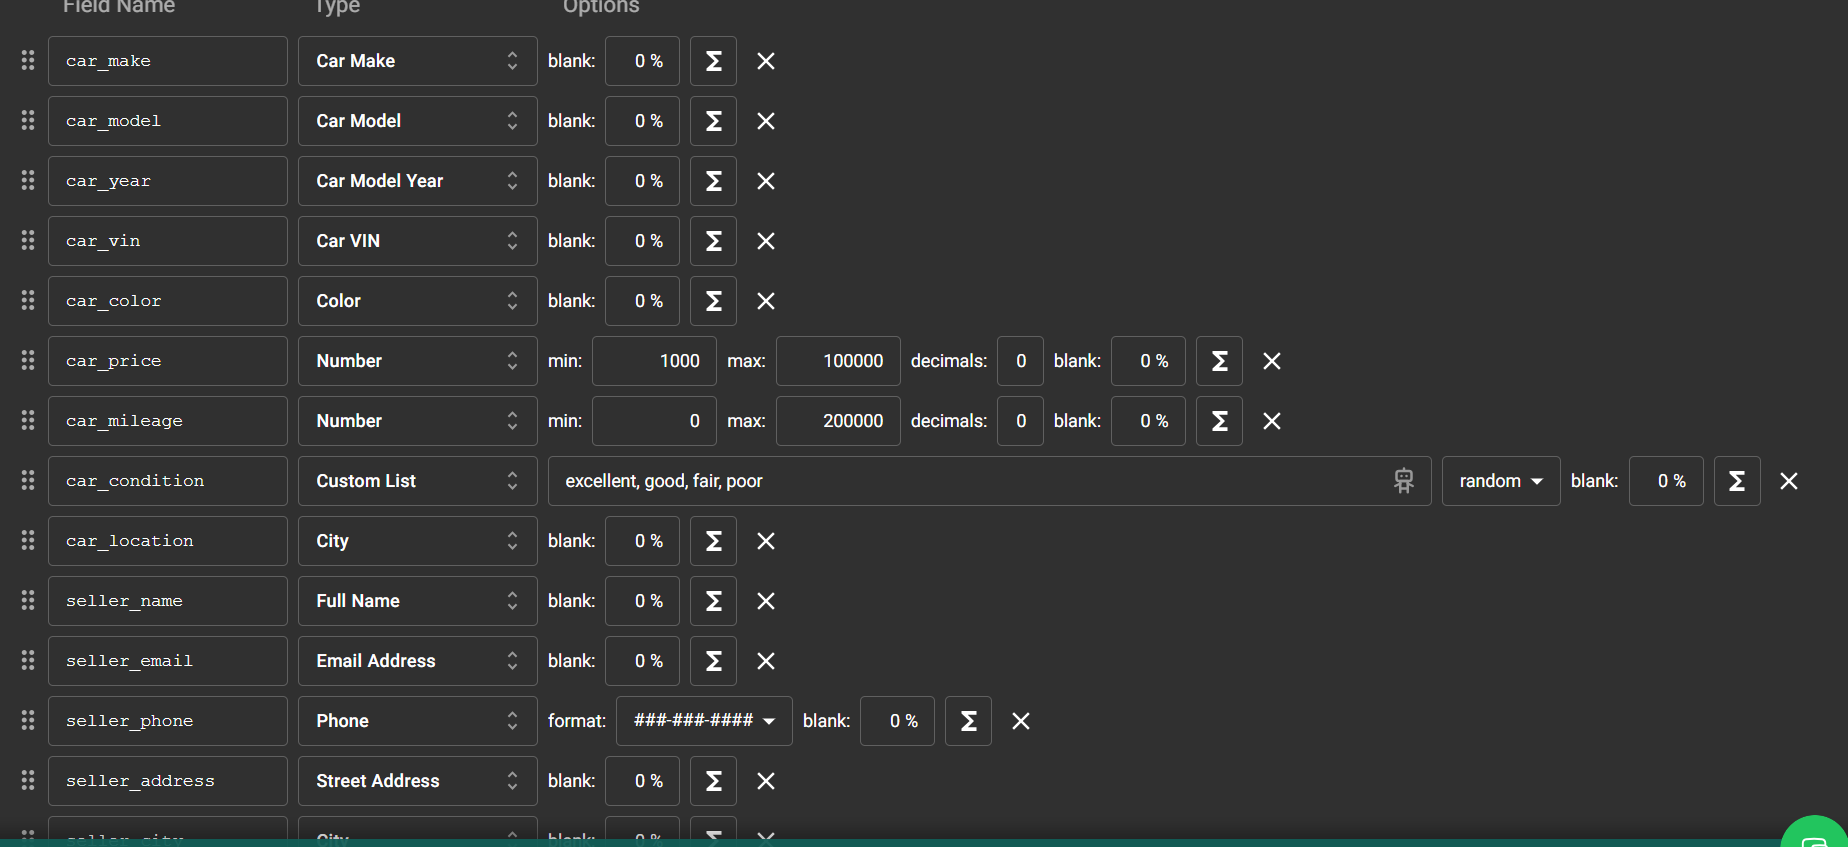 Field Name Type Options
car_make Car Make blank: 0 % Σ
car_model Car Model blank: 0 % Σ
car_year Car Model Year blank: 0 % Σ
car_vin Car VIN blank: 0 % Σ
car_color Color blank: 0 % Σ
car_price Number min: 1000 max: 100000 decimals: 0 blank: 0 % Σ
car_mileage Number min: 0 max: 200000 decimals: 0 blank: 0 % Σ
car_condition Custom List excellent, good, fair, poor random blank: 0 % Σ
car_location City blank: 0 % Σ
seller_name Full Name blank: 0 % Σ
seller_email Email Address blank: 0 % Σ
seller_phone Phone format: ###-###-#### blank: 0 % Σ
seller_address Street Address blank: 0 % Σ
seller_city City blank: 0 % Σ